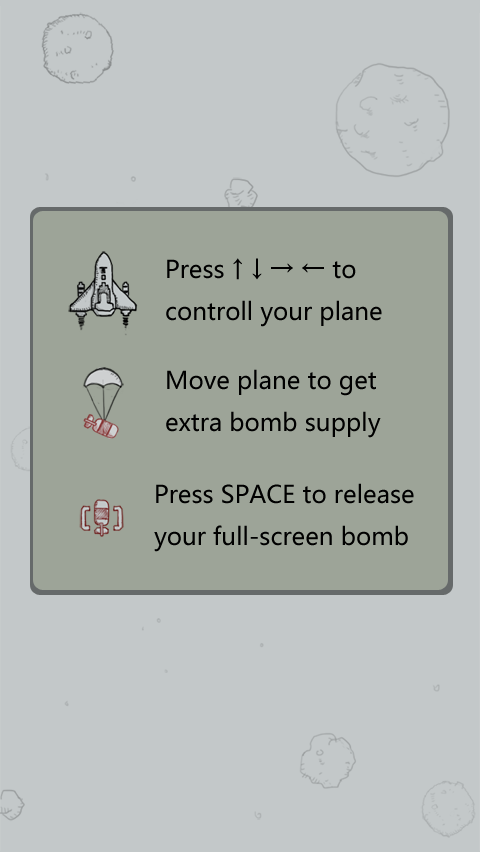 Press ↑ ↓ → ← to
controll your plane
Move plane to get
extra bomb supply
Press SPACE to release
your full-screen bomb